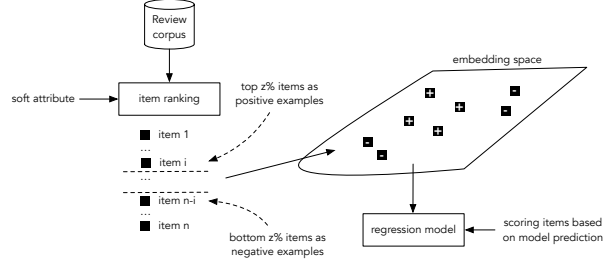 Review
corpus
embedding space
soft attribute
item ranking
top z% items as
positive examples
item 1
...
item i
...
item n-i
...
item n
+
+
+
+
-
-
-
-
bottom z% items as
negative examples
regression model
scoring items based
on model prediction